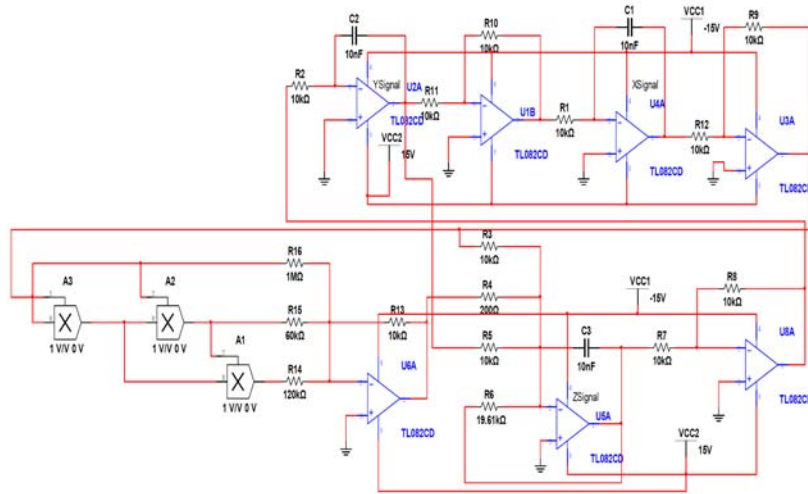 C2
10nF
R10
10kΩ
C1
10nF
VCC1
-15V
R9
10kΩ
R2
10kΩ
YSignal
U2A
R11
10kΩ
TL082CD
VCC2
15V
U1B
TL082CD
R1
10kΩ
XSignal
U4A
TL082CD
R12
10kΩ
U3A
TL082CD
R3
10kΩ
R16
1MΩ
A3
1 V/V 0 V
A2
1 V/V 0 V
R15
60kΩ
R13
10kΩ
R4
200Ω
VCC1
-15V
R8
10kΩ
A1
1 V/V 0 V
R14
120kΩ
U6A
TL082CD
R5
10kΩ
C3
10nF
R7
10kΩ
U8A
TL082CD
R6
19.61kΩ
ZSignal
U5A
TL082CD
VCC2
15V